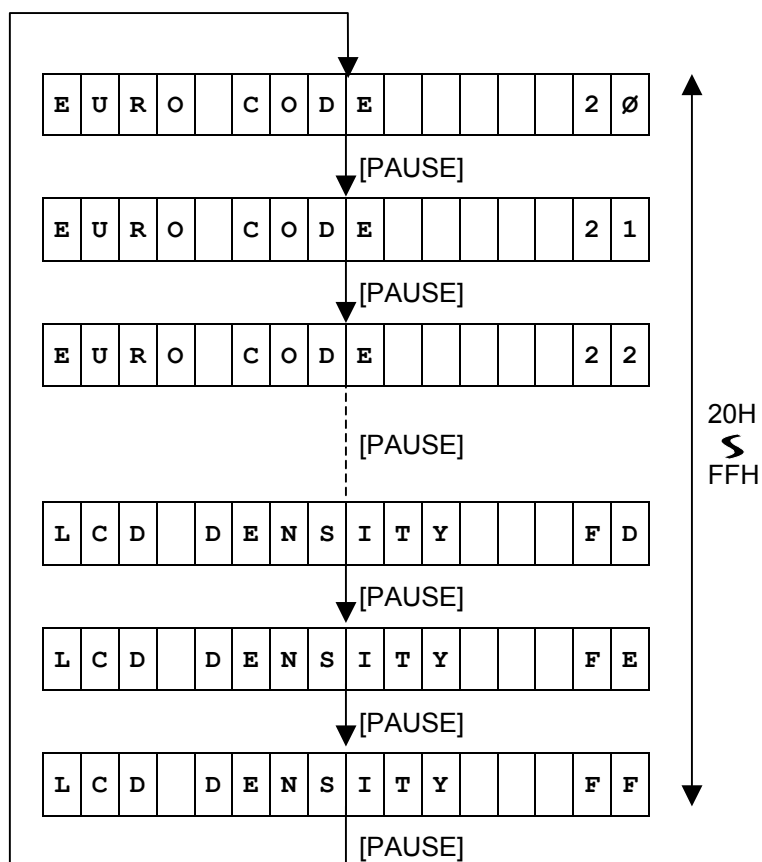 EURO CODE 2Ø
[PAUSE]
EURO CODE 21
[PAUSE]
EURO CODE 22
[PAUSE]
20H
FFH
LCD DENSITY FD
[PAUSE]
LCD DENSITY FE
[PAUSE]
LCD DENSITY FF
[PAUSE]